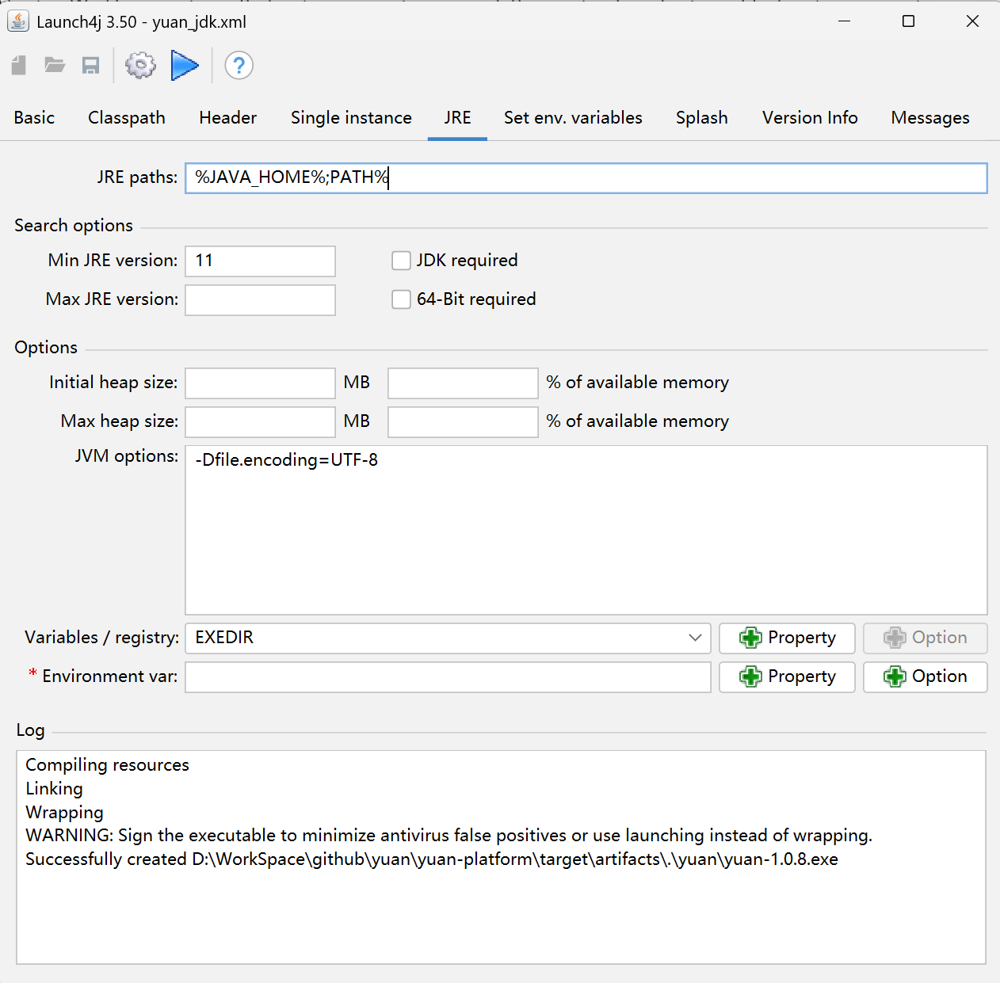 Launch4j 3.50 - yuan_jdk.xml
Basic Classpath Header Single instance JRE Set env. variables Splash Version Info Messages
JRE paths: %JAVA_HOME%;PATH%
Search options
Min JRE version: 11 JDK required
Max JRE version: 64-Bit required
Options
Initial heap size: MB % of available memory
Max heap size: MB % of available memory
JVM options: -Dfile.encoding=UTF-8
Variables / registry: EXEDIR Property Option
* Environment var: Property Option
Log
Compiling resources
Linking
Wrapping
WARNING: Sign the executable to minimize antivirus false positives or use launching instead of wrapping.
Successfully created D:\WorkSpace\github\yuan\yuan-platform\target\artifacts\.\yuan\yuan-1.0.8.exe